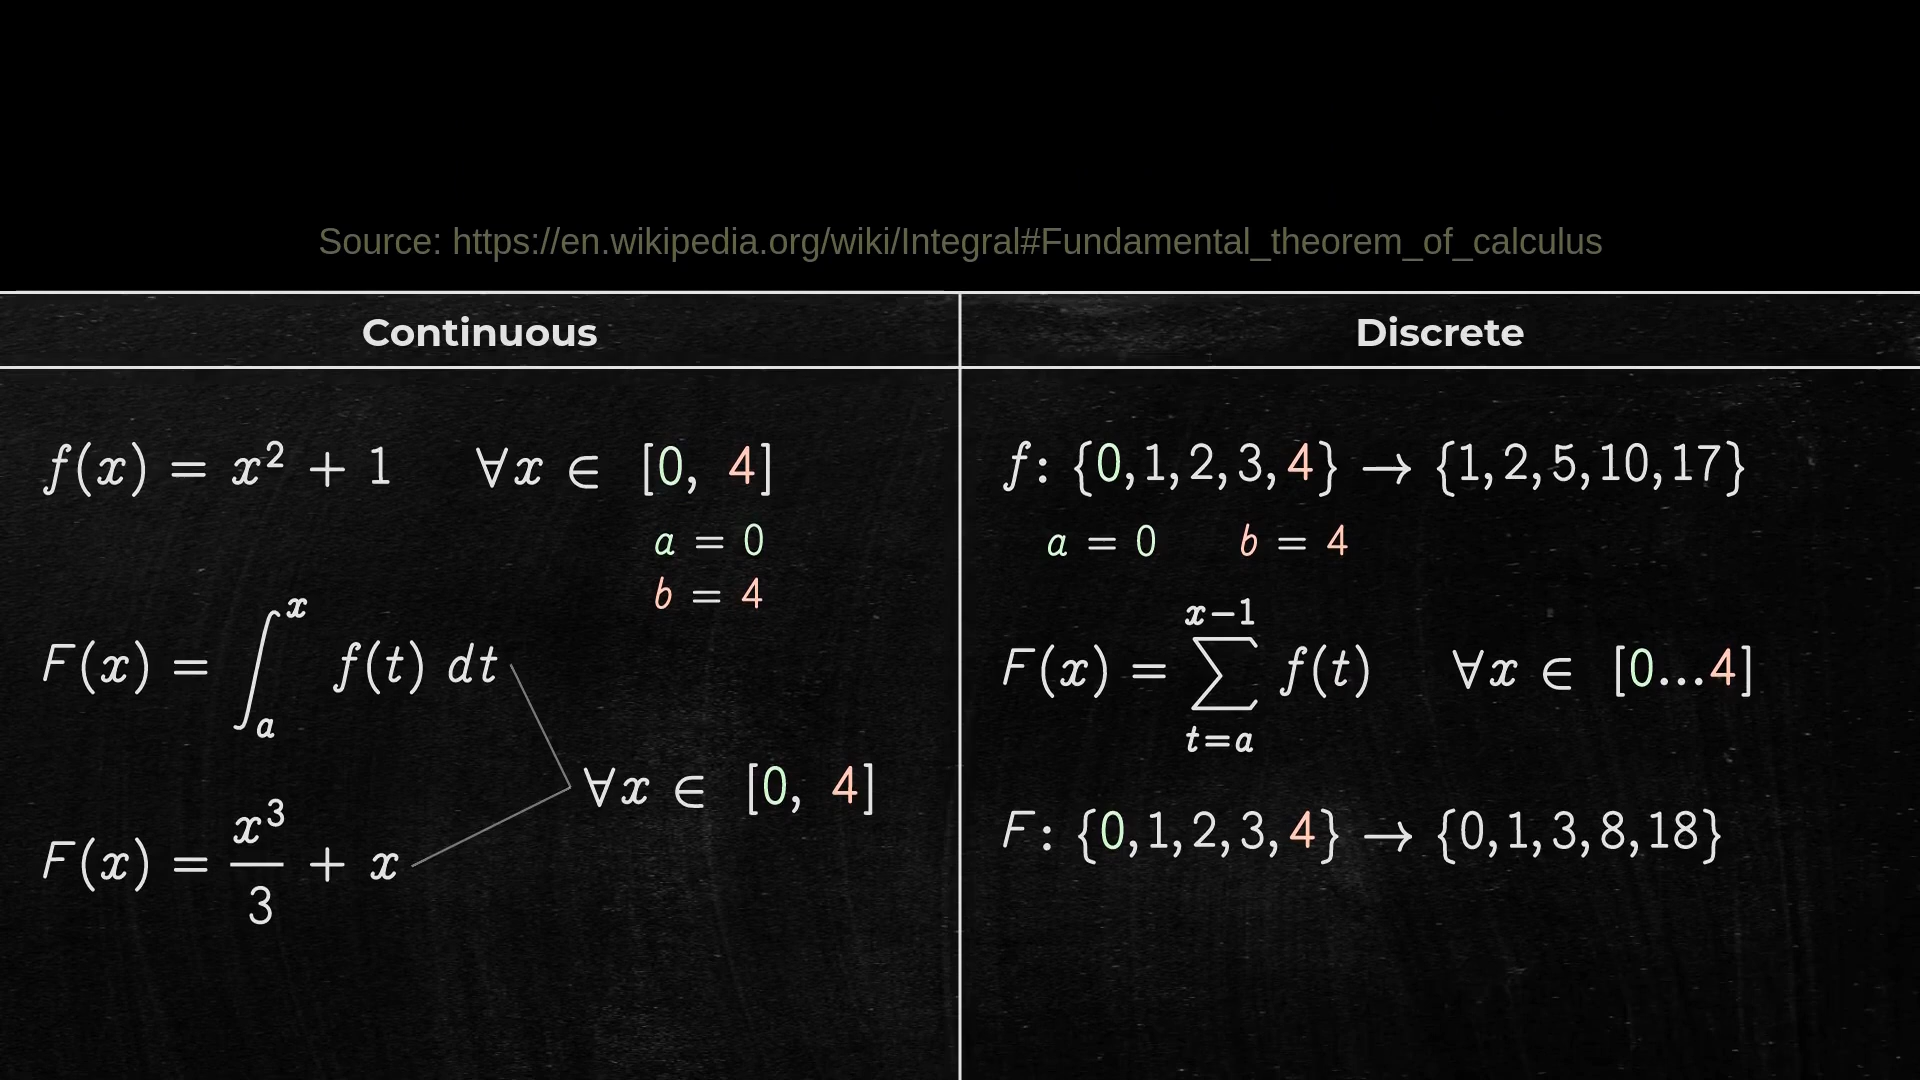 Source: https://en.wikipedia.org/wiki/Integral#Fundamental_theorem_of_calculus
Continuous
f(x) = x² + 1 ∀x ∈ [0, 4]
a = 0
b = 4
F(x) = ∫ₐˣ f(t) dt
∀x ∈ [0, 4]
F(x) = x³/3 + x
Discrete
f: {0,1,2,3,4} → {1,2,5,10,17}
a = 0 b = 4
F(x) = ∑_{t=a}^{x−1} f(t) ∀x ∈ [0...4]
F: {0,1,2,3,4} → {0,1,3,8,18}